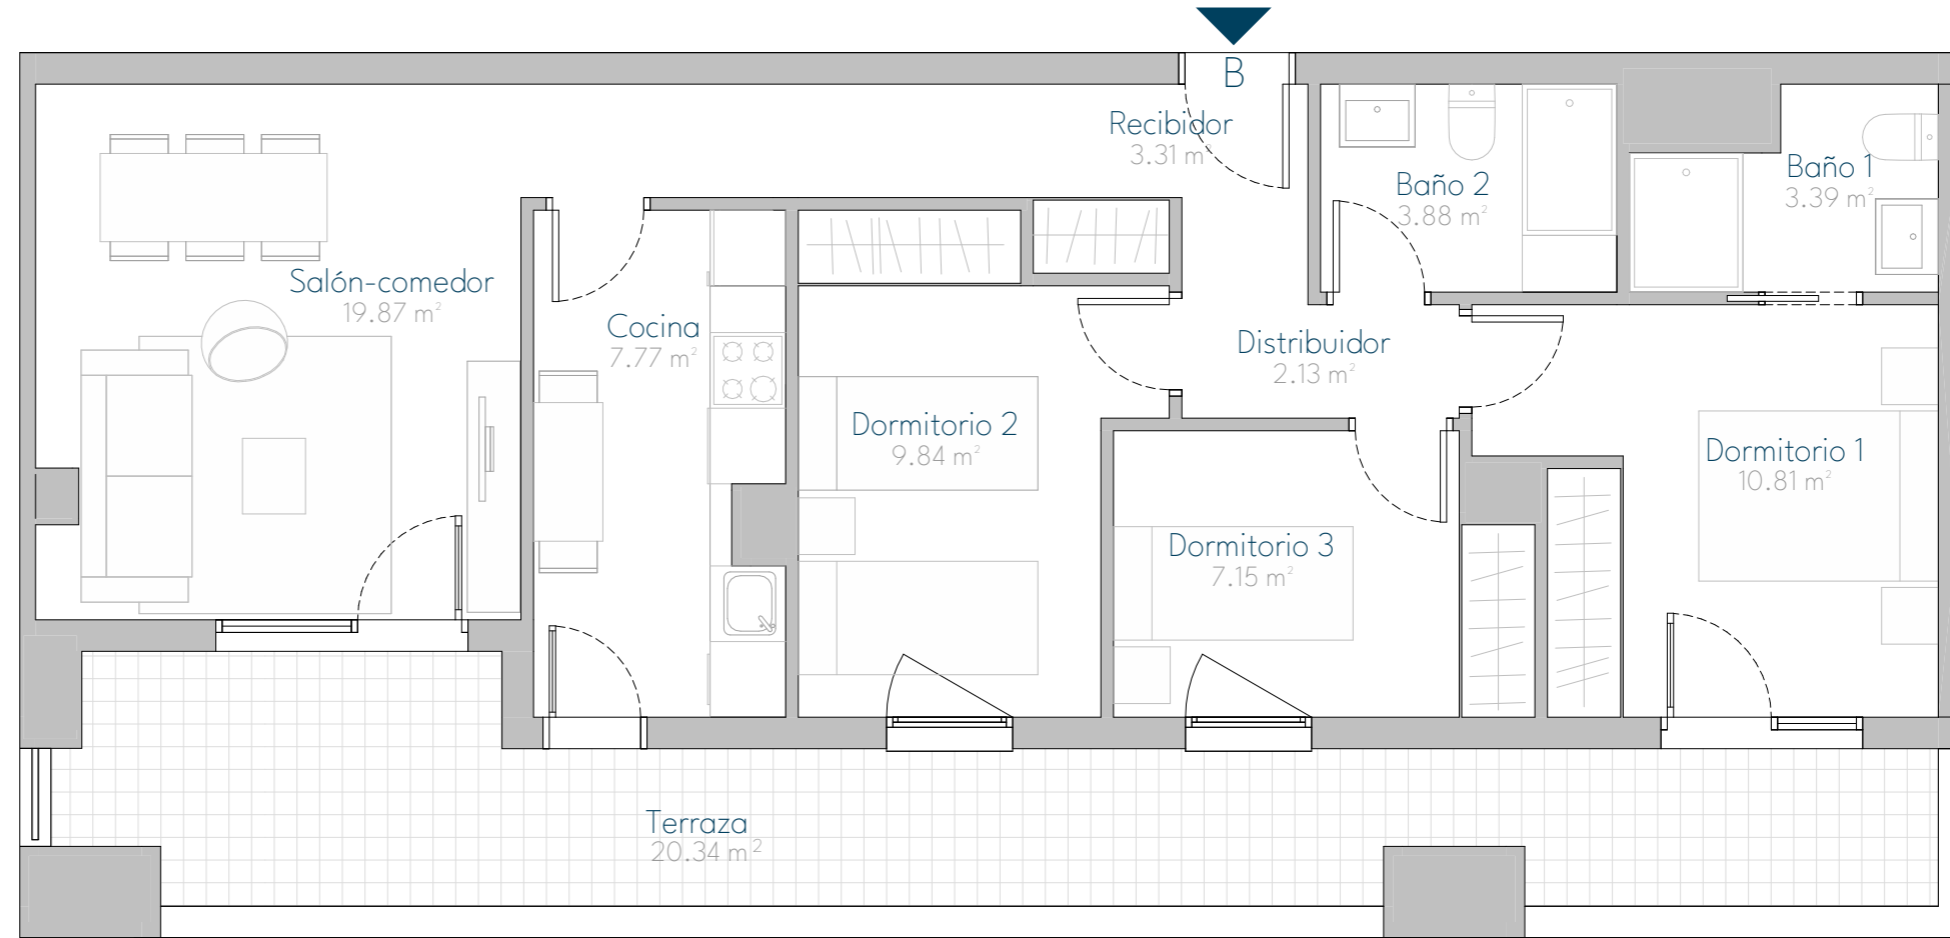 B
Recibidor
3.31 m²
Baño 2
3.88 m²
Baño 1
3.39 m²
Salón-comedor
19.87 m²
Cocina
7.77 m²
Distribuidor
2.13 m²
Dormitorio 2
9.84 m²
Dormitorio 1
10.81 m²
Dormitorio 3
7.15 m²
Terraza
20.34 m²